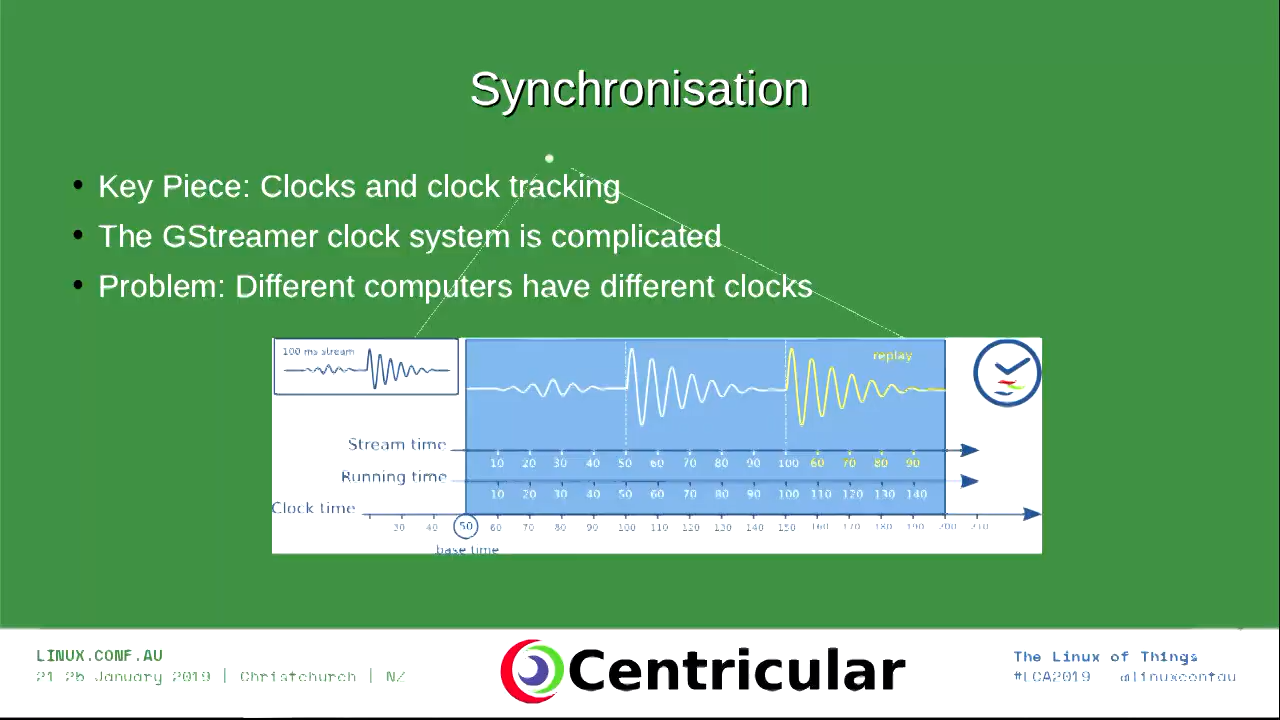 Synchronisation
Key Piece: Clocks and clock tracking
The GStreamer clock system is complicated
Problem: Different computers have different clocks
100 ms stream
replay
Stream time
10 20 30 40 50 60 70 80 90 100 60 70 80 90
Running time
10 20 30 40 50 60 70 80 90 100 110 120 130 140
Clock time
30 40 50 60 70 80 90 100 110 120 130 140 150 160 170 180 190 200 210
base time
LINUX.CONF.AU
21 26 January 2019 | Christchurch | NZ
Centricular
The Linux of Things
#LCA2019 @linuxconfau